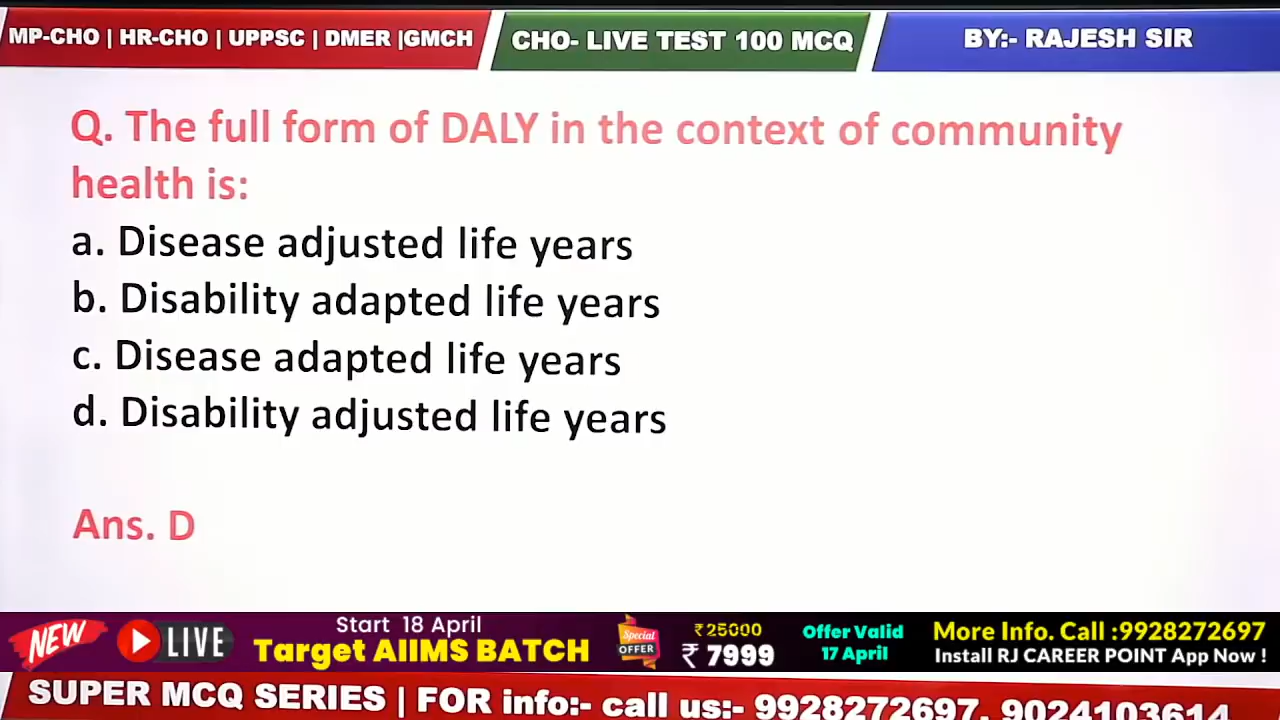 MP-CHO | HR-CHO | UPPSC | DMER |GMCH
CHO- LIVE TEST 100 MCQ
BY:- RAJESH SIR
Q. The full form of DALY in the context of community
health is:
a. Disease adjusted life years
b. Disability adapted life years
c. Disease adapted life years
d. Disability adjusted life years
Ans. D
NEW
LIVE
Start 18 April
Target AIIMS BATCH
Special
OFFER
₹ 25000
₹ 7999
Offer Valid
17 April
More Info. Call :9928272697
Install RJ CAREER POINT App Now !
SUPER MCQ SERIES | FOR info:- call us:- 9928272697, 9024103614